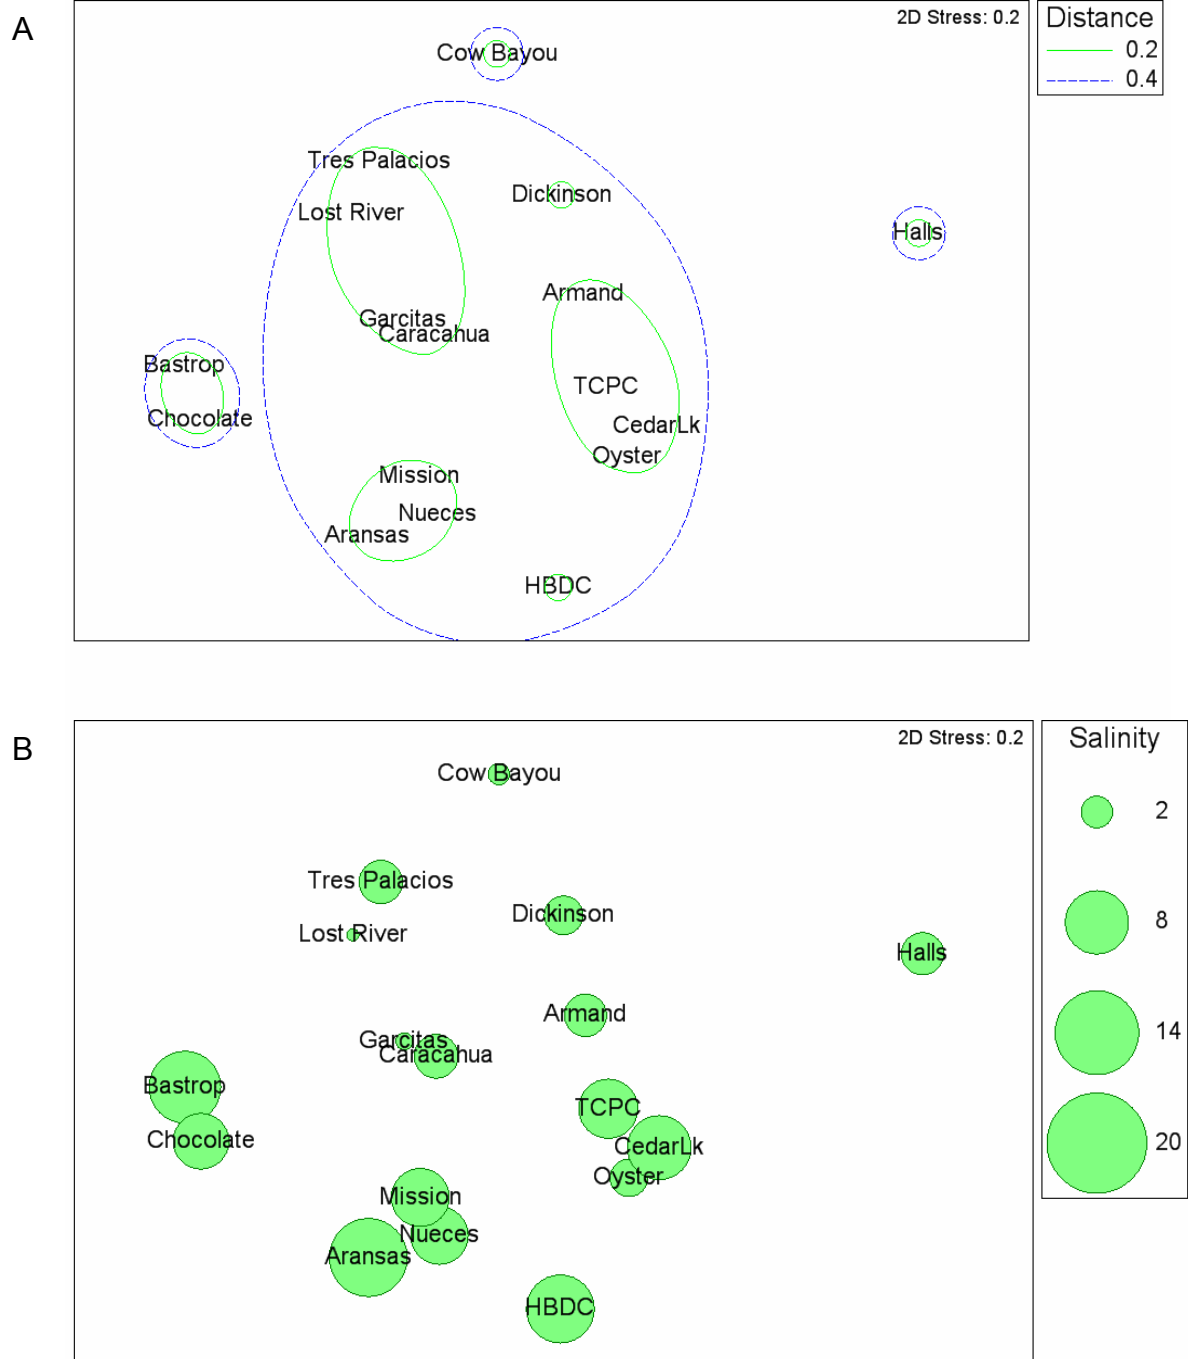 A
2D Stress: 0.2
Distance
0.2
0.4
Cow Bayou
Tres Palacios
Dickinson
Lost River
Halls
Armand
Garcitas
Caracahua
Bastrop
TCPC
Chocolate
CedarLk
Oyster
Mission
Nueces
Aransas
HBDC
B
2D Stress: 0.2
Salinity
2
8
14
20
Cow Bayou
Tres Palacios
Dickinson
Lost River
Halls
Armand
Garcitas
Caracahua
Bastrop
TCPC
Chocolate
CedarLk
Oyster
Mission
Nueces
Aransas
HBDC